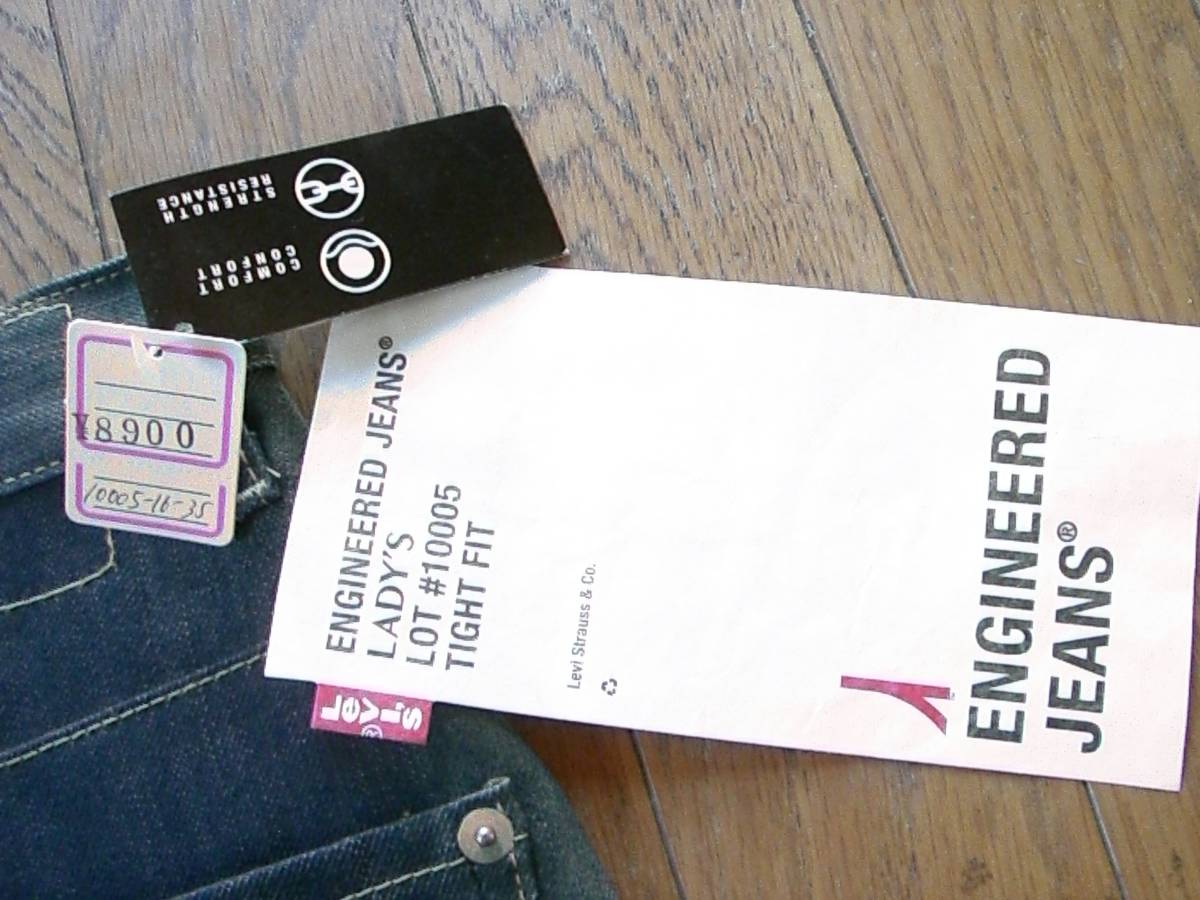 STRENGTH
RESISTANCE
COMFORT
CONFORT
¥8900
10005-16-35
ENGINEERED JEANS®
LADY'S
LOT #10005
TIGHT FIT
Levi Strauss & Co.
Levi's
®
ENGINEERED
JEANS®